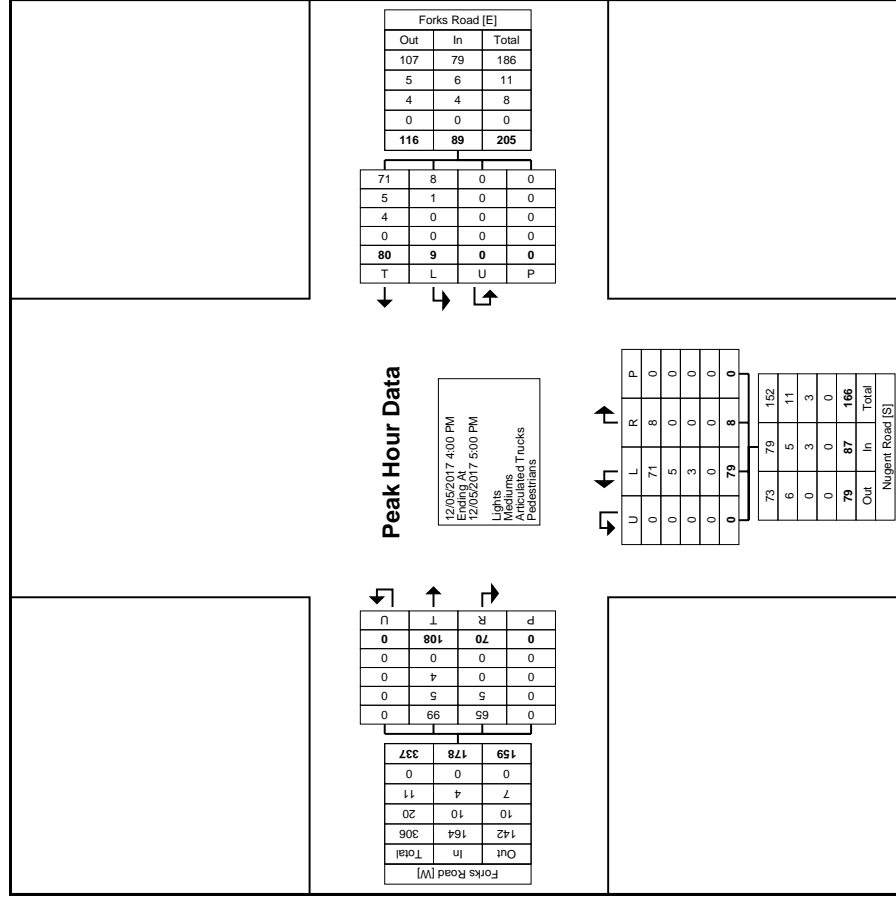 Forks Road [E]
Out In Total
107 79 186
5 6 11
4 4 8
0 0 0
116 89 205
71 8 0 0
5 1 0 0
4 0 0 0
0 0 0 0
80 9 0 0
T L U P
Peak Hour Data
12/05/2017 4:00 PM
Ending At
12/05/2017 5:00 PM
Lights
Mediums
Articulated Trucks
Pedestrians
U L R P
0 71 8 0
0 5 0 0
0 3 0 0
0 0 0 0
0 79 8 0
73 79 152
6 5 11
0 3 3
0 0 0
79 87 166
Out In Total
Nugent Road [S]
Forks Road [W]
Out In Total
142 164 306
10 10 20
7 4 11
0 0 0
159 178 337
0 65 99 0
0 5 5 0
0 0 4 0
0 0 0 0
0 70 108 0
P R T U